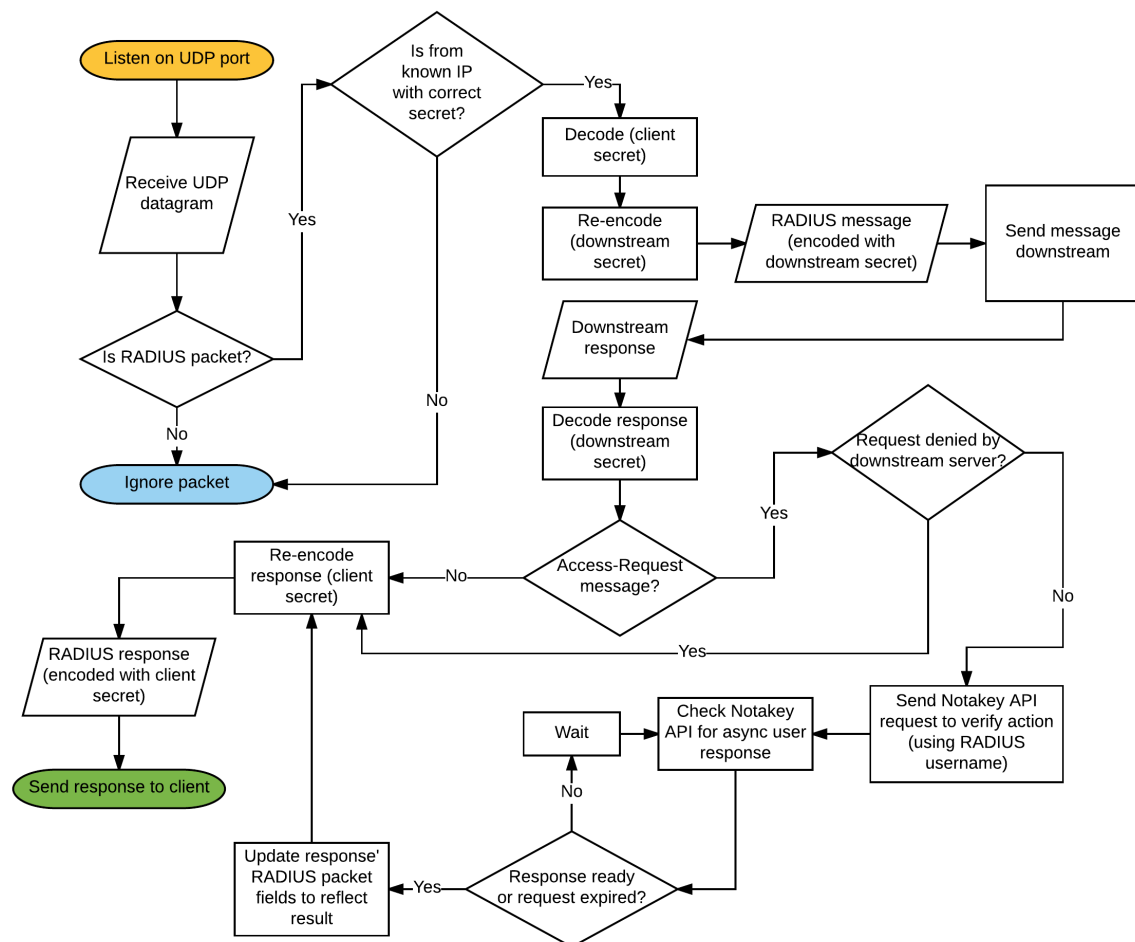 Listen on UDP port
Receive UDP
datagram
Is RADIUS packet?
Yes
No
Ignore packet
Is from
known IP
with correct
secret?
Yes
No
Decode (client
secret)
Re-encode
(downstream
secret)
RADIUS message
(encoded with
downstream secret)
Send message
downstream
Downstream
response
Decode response
(downstream
secret)
Access-Request
message?
Yes
No
Request denied by
downstream server?
No
Yes
Re-encode
response (client
secret)
RADIUS response
(encoded with client
secret)
Send response to client
Send Notakey API
request to verify action
(using RADIUS
username)
Check Notakey
API for async user
response
Wait
No
Response ready
or request expired?
Yes
Update response'
RADIUS packet
fields to reflect
result